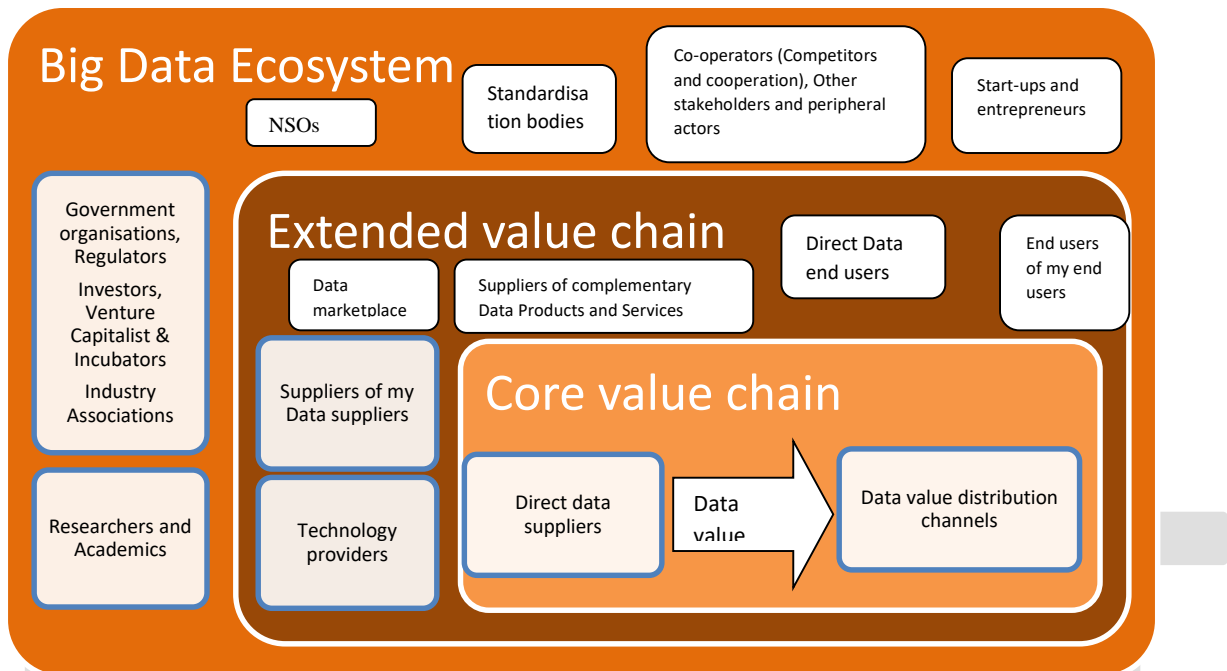 Big Data Ecosystem
NSOs
Standardisa
tion bodies
Co-operators (Competitors
and cooperation), Other
stakeholders and peripheral
actors
Start-ups and
entrepreneurs
Government
organisations,
Regulators
Investors,
Venture
Capitalist &
Incubators
Industry
Associations
Researchers and
Academics
Extended value chain
Direct Data
end users
End users
of my end
users
Data
marketplace
Suppliers of complementary
Data Products and Services
Suppliers of my
Data suppliers
Technology
providers
Core value chain
Direct data
suppliers
Data
value
Data value distribution
channels